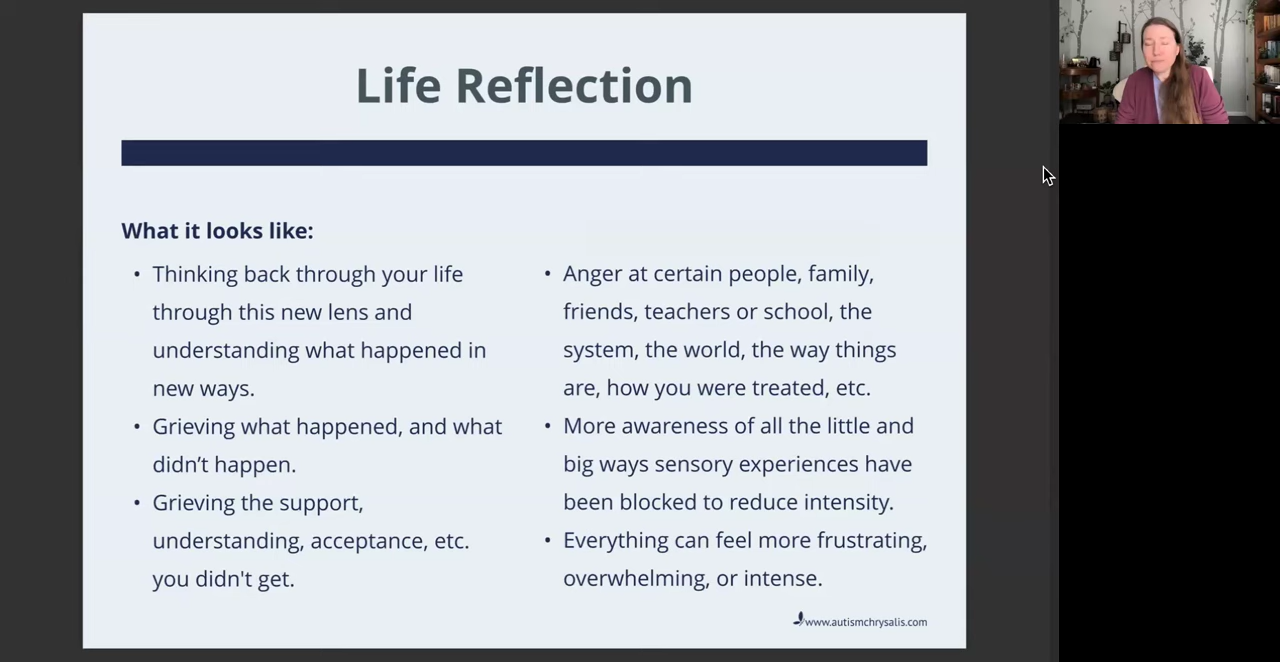 Life Reflection
What it looks like:
• Thinking back through your life
through this new lens and
understanding what happened in
new ways.
• Grieving what happened, and what
didn’t happen.
• Grieving the support,
understanding, acceptance, etc.
you didn't get.
• Anger at certain people, family,
friends, teachers or school, the
system, the world, the way things
are, how you were treated, etc.
• More awareness of all the little and
big ways sensory experiences have
been blocked to reduce intensity.
• Everything can feel more frustrating,
overwhelming, or intense.
www.autismchrysalis.com